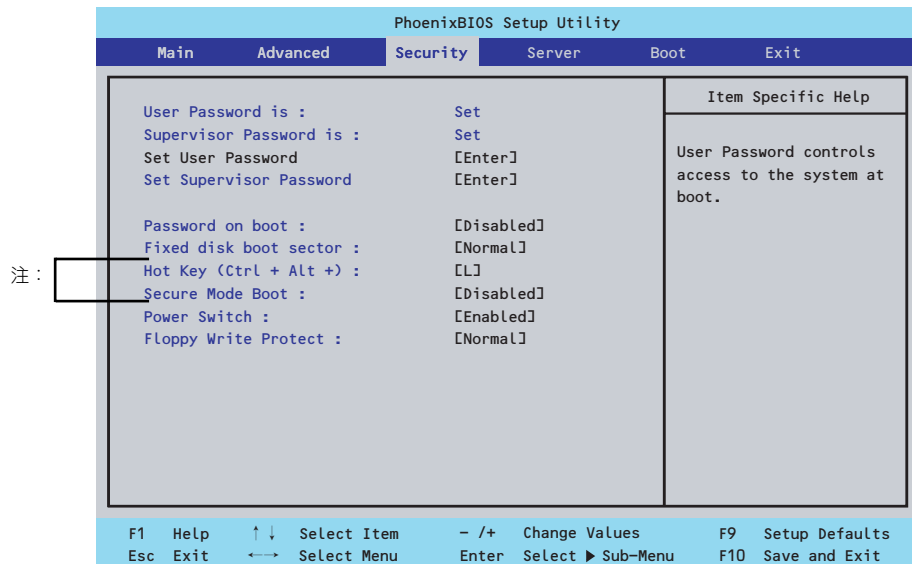 PhoenixBIOS Setup Utility
Main Advanced Security Server Boot Exit
User Password is : Set
Supervisor Password is : Set
Set User Password [Enter]
Set Supervisor Password [Enter]
Password on boot : [Disabled]
Fixed disk boot sector : [Normal]
Hot Key (Ctrl + Alt +) : [L]
Secure Mode Boot : [Disabled]
Power Switch : [Enabled]
Floppy Write Protect : [Normal]
注：
Item Specific Help
User Password controls
access to the system at
boot.
F1 Help ↑↓ Select Item - /+ Change Values F9 Setup Defaults
Esc Exit ←→ Select Menu Enter Select ▶ Sub-Menu F10 Save and Exit